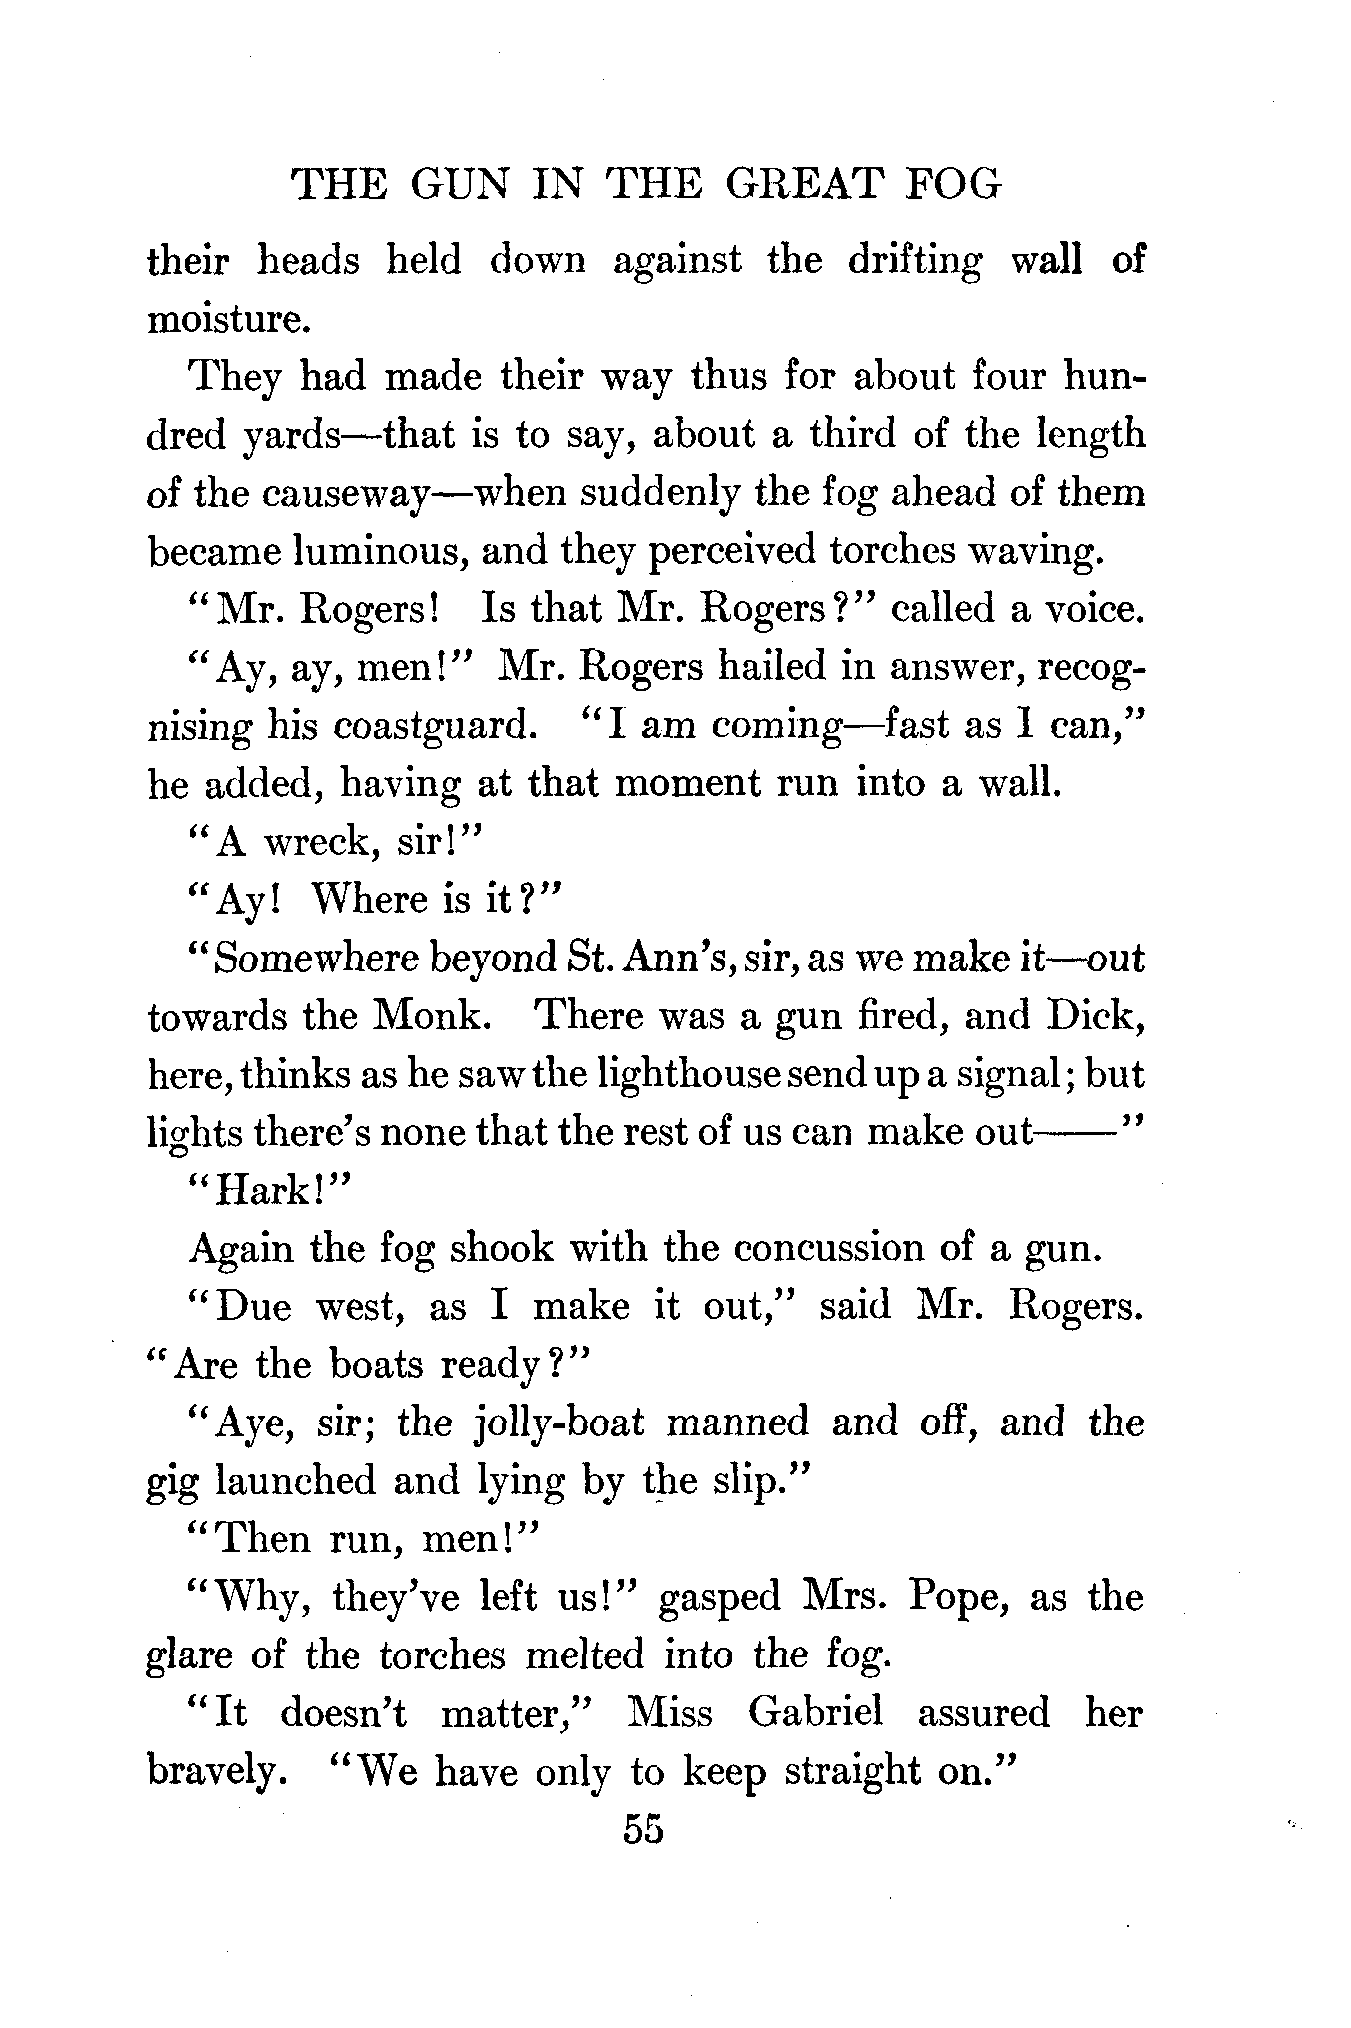 THE GUN IN THE GREAT FOG
their heads held down against the drifting wall of
moisture.
They had made their way thus for about four hun-
dred yards—that is to say, about a third of the length
of the causeway—when suddenly the fog ahead of them
became luminous, and they perceived torches waving.
"Mr. Rogers! Is that Mr. Rogers?" called a voice.
"Ay, ay, men!" Mr. Rogers hailed in answer, recog-
nising his coastguard. "I am coming—fast as I can,"
he added, having at that moment run into a wall.
"A wreck, sir!"
"Ay! Where is it?"
"Somewhere beyond St. Ann's, sir, as we make it—out
towards the Monk. There was a gun fired, and Dick,
here, thinks as he saw the lighthouse send up a signal; but
lights there's none that the rest of us can make out——"
"Hark!"
Again the fog shook with the concussion of a gun.
"Due west, as I make it out," said Mr. Rogers.
"Are the boats ready?"
"Aye, sir; the jolly-boat manned and off, and the
gig launched and lying by the slip."
"Then run, men!"
"Why, they've left us!" gasped Mrs. Pope, as the
glare of the torches melted into the fog.
"It doesn't matter," Miss Gabriel assured her
bravely. "We have only to keep straight on."
55